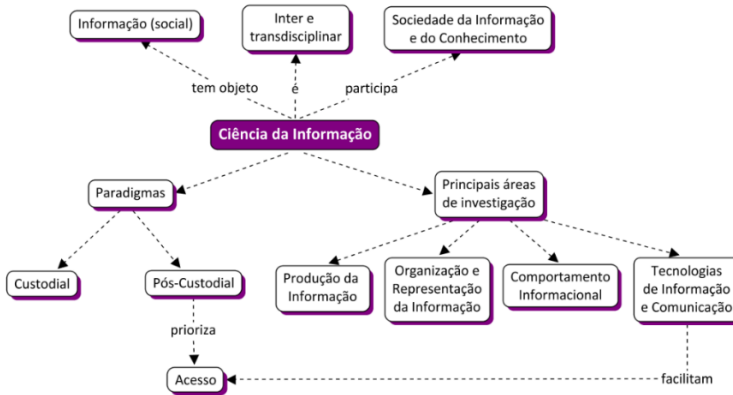 Informação (social)
Inter e
transdisciplinar
Sociedade da Informação
e do Conhecimento
tem objeto
é
participa
Ciência da Informação
Paradigmas
Principais áreas
de investigação
Custodial
Pós-Custodial
Produção da
Informação
Organização e
Representação
da Informação
Comportamento
Informacional
Tecnologias
de Informação
e Comunicação
prioriza
Acesso
facilitam